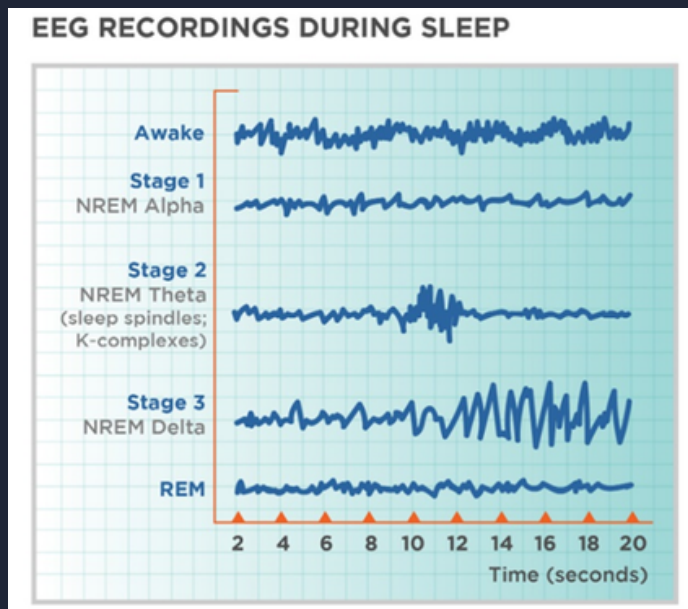 EEG RECORDINGS DURING SLEEP
Awake
Stage 1
NREM Alpha
Stage 2
NREM Theta
(sleep spindles;
K-complexes)
Stage 3
NREM Delta
REM
2 4 6 8 10 12 14 16 18 20
Time (seconds)